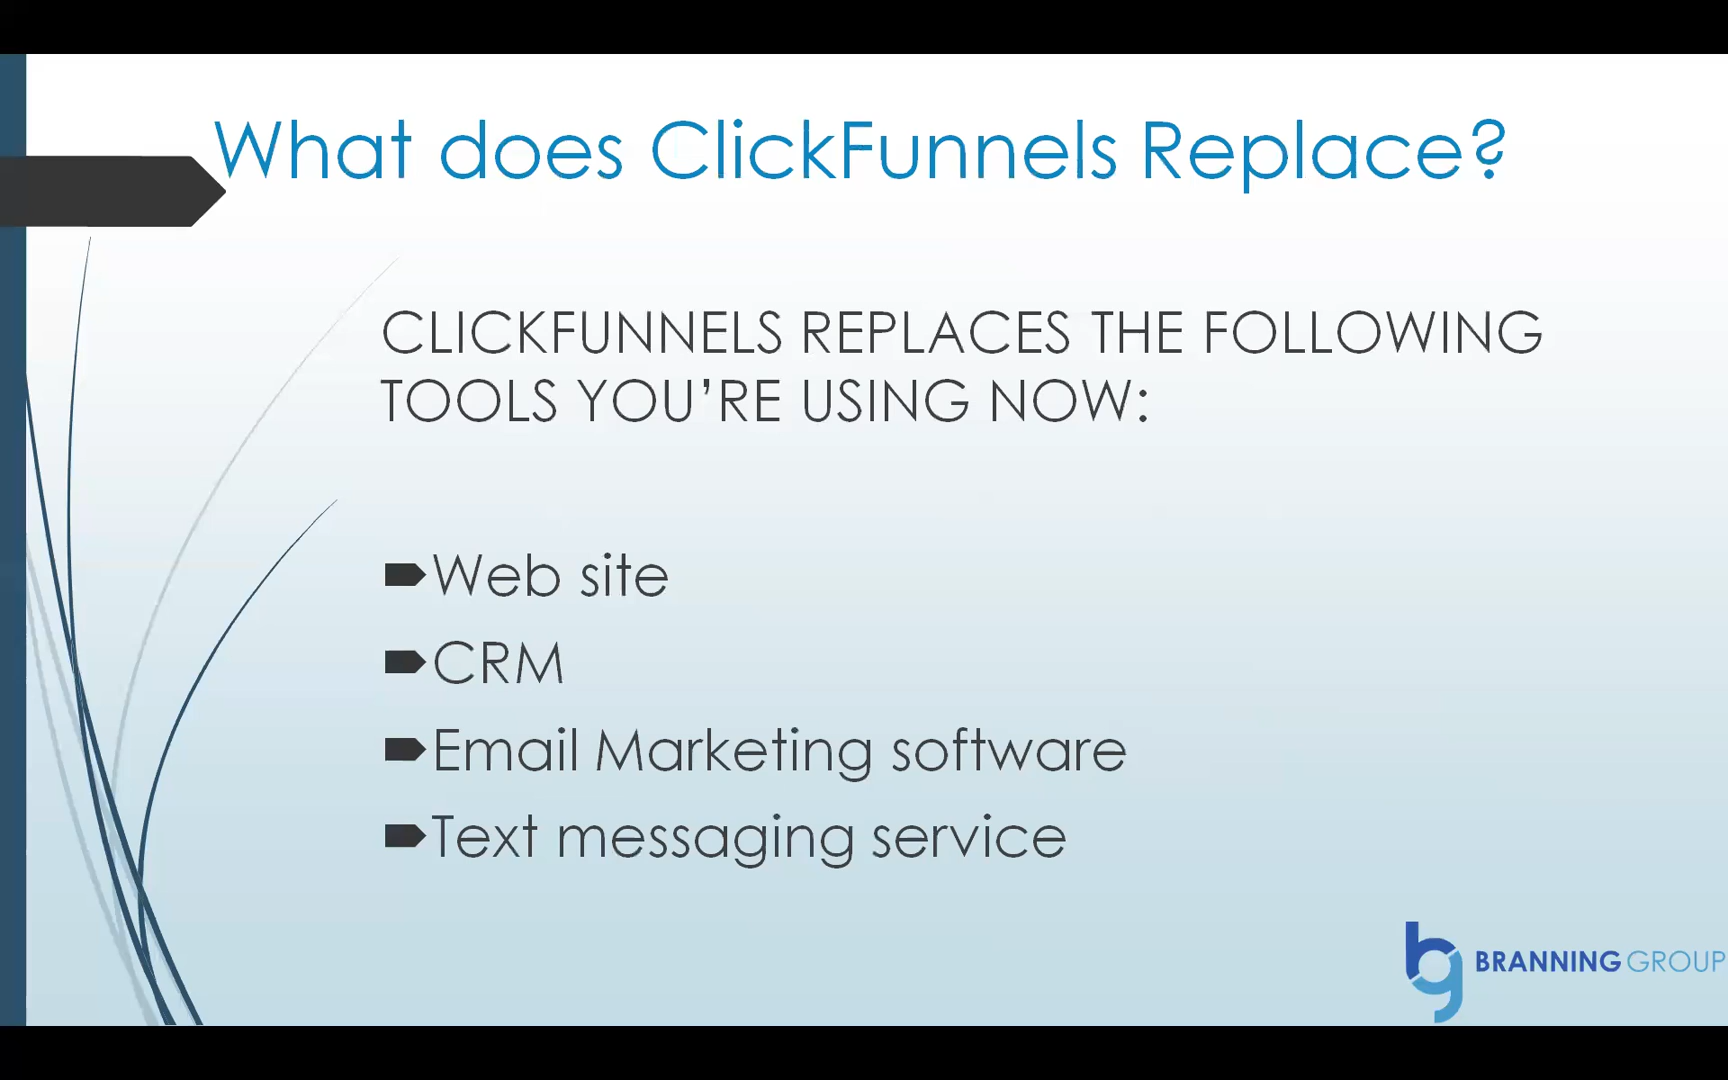 What does ClickFunnels Replace?
CLICKFUNNELS REPLACES THE FOLLOWING
TOOLS YOU’RE USING NOW:
Web site
CRM
Email Marketing software
Text messaging service
bg BRANNING GROUP